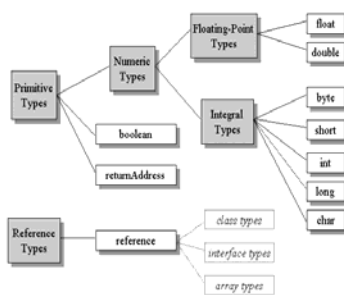 Floating-Point
Types
float
double
Numeric
Types
Primitive
Types
Integral
Types
byte
short
int
long
char
boolean
returnAddress
Reference
Types
reference
class types
interface types
array types